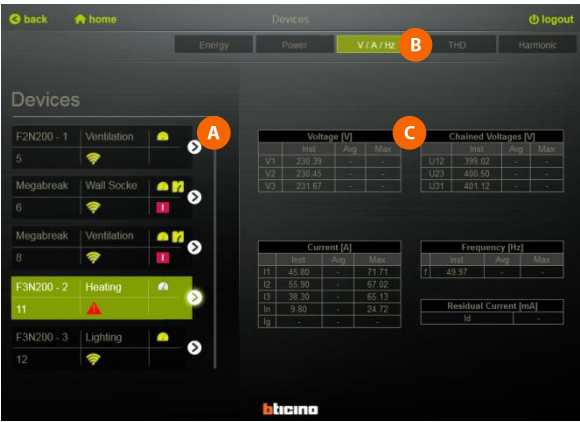 back home Devices logout
Energy Power V / A / Hz B THD Harmonic
Devices
A
C
F2N200 - 1 Ventilation
5
Megabreak Wall Socke
6 I
Megabreak Ventilation
8 I
F3N200 - 2 Heating
11
F3N200 - 3 Lighting
12
Voltage [V]
Inst Avg Max
V1 230.39 - -
V2 230.45 - -
V3 231.67 - -
Chained Voltages [V]
Inst Avg Max
U12 399.02 - -
U23 400.50 - -
U31 401.12 - -
Current [A]
Inst Avg Max
I1 45.80 - 71.71
I2 55.90 - 67.02
I3 38.30 - 65.13
In 9.80 - 24.72
Ig - - -
Frequency [Hz]
Inst Avg Max
f 49.97 - -
Residual Current [mA]
Id -
bticino